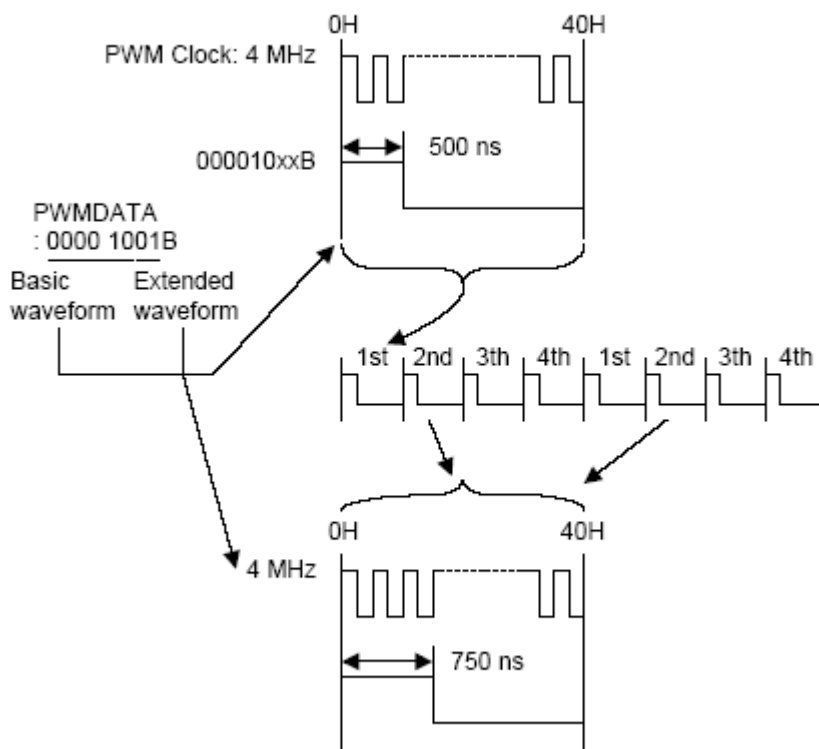 0H 40H
PWM Clock: 4 MHz
000010xxB
500 ns
PWMDATA
: 0000 1001B
Basic waveform
Extended waveform
1st 2nd 3th 4th 1st 2nd 3th 4th
0H 40H
4 MHz
750 ns